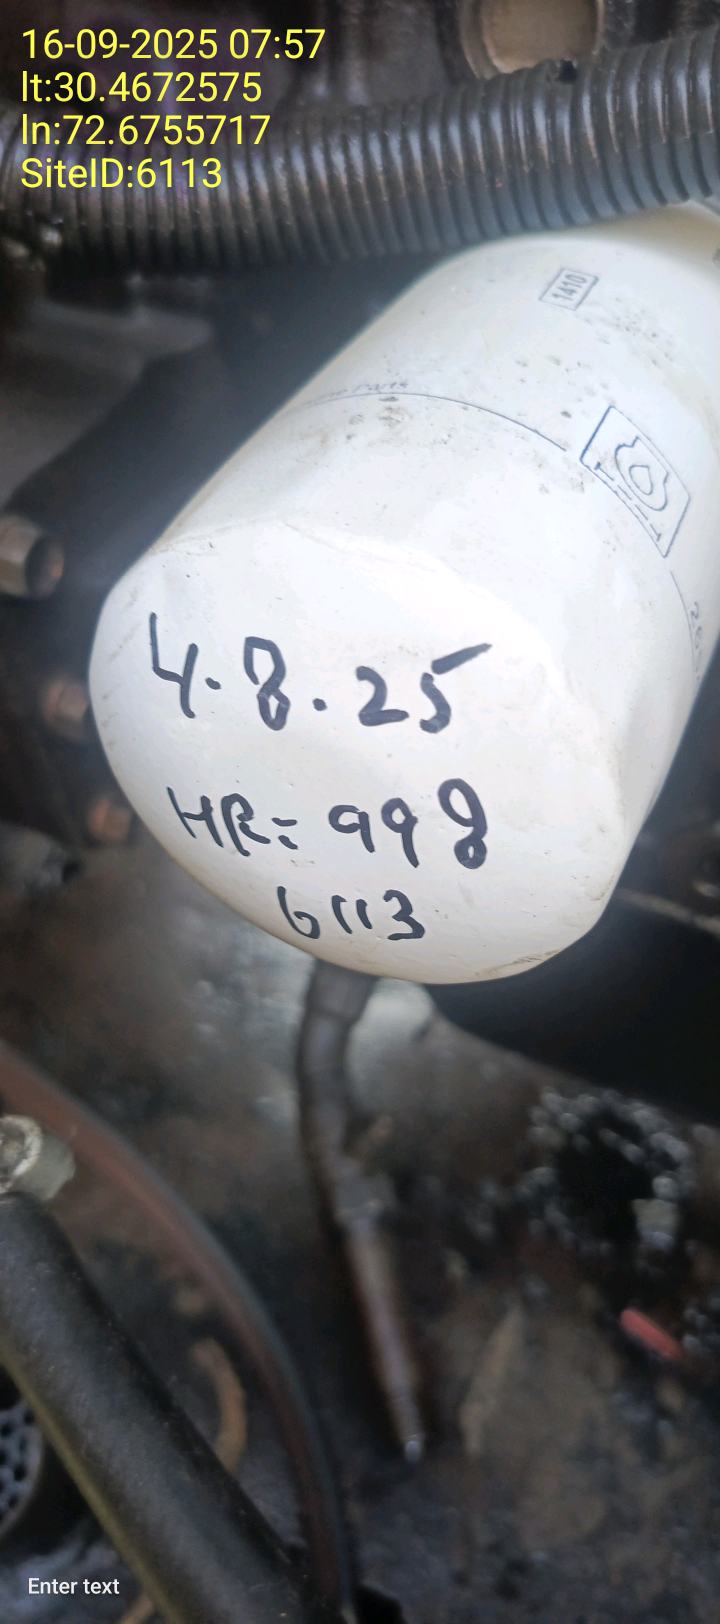 16-09-2025 07:57
lt:30.4672575
ln:72.6755717
SiteID:6113
1410
Parts
4.8.25
HR= 998
6113
Enter text